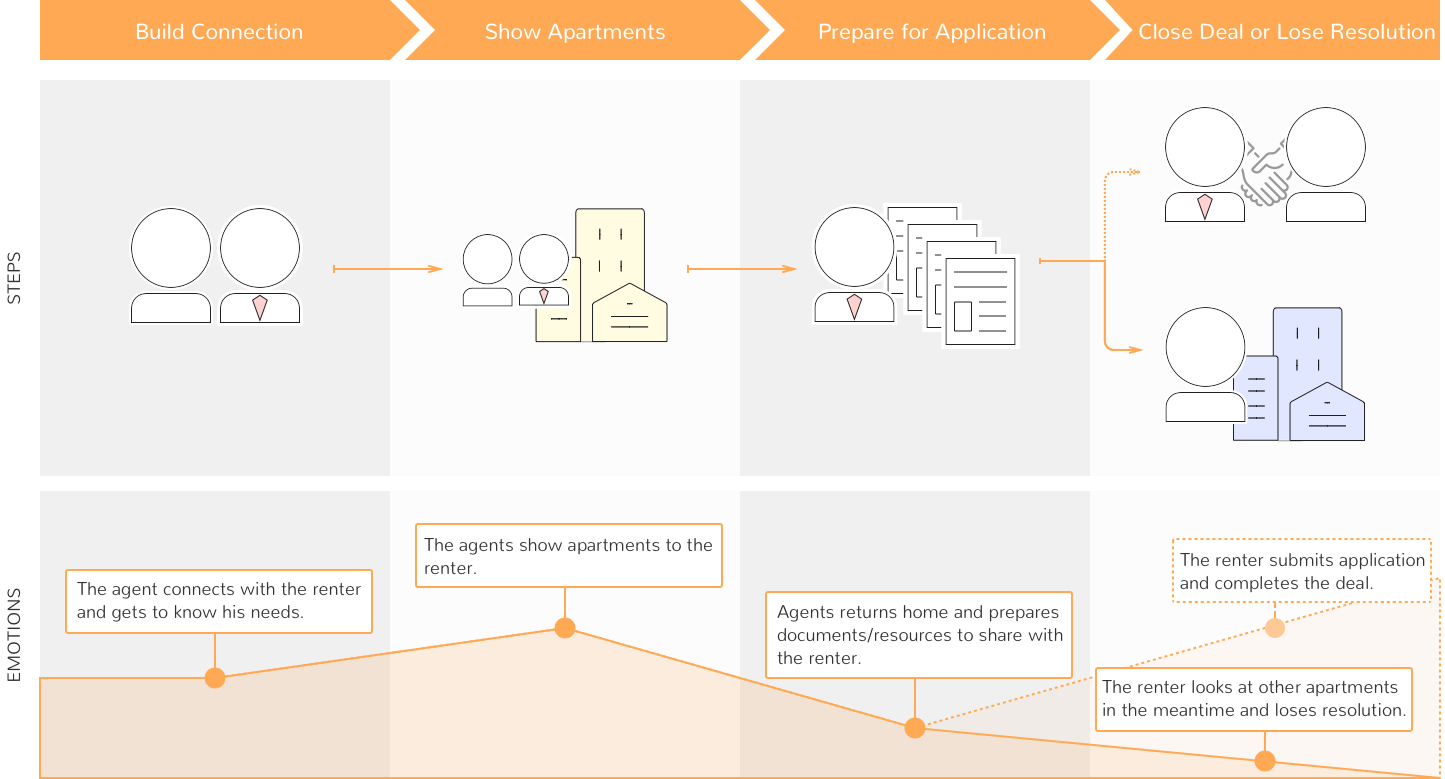 Build Connection
Show Apartments
Prepare for Application
Close Deal or Lose Resolution
STEPS
EMOTIONS
The agent connects with the renter
and gets to know his needs.
The agents show apartments to the
renter.
Agents returns home and prepares
documents/resources to share with
the renter.
The renter submits application
and completes the deal.
The renter looks at other apartments
in the meantime and loses resolution.